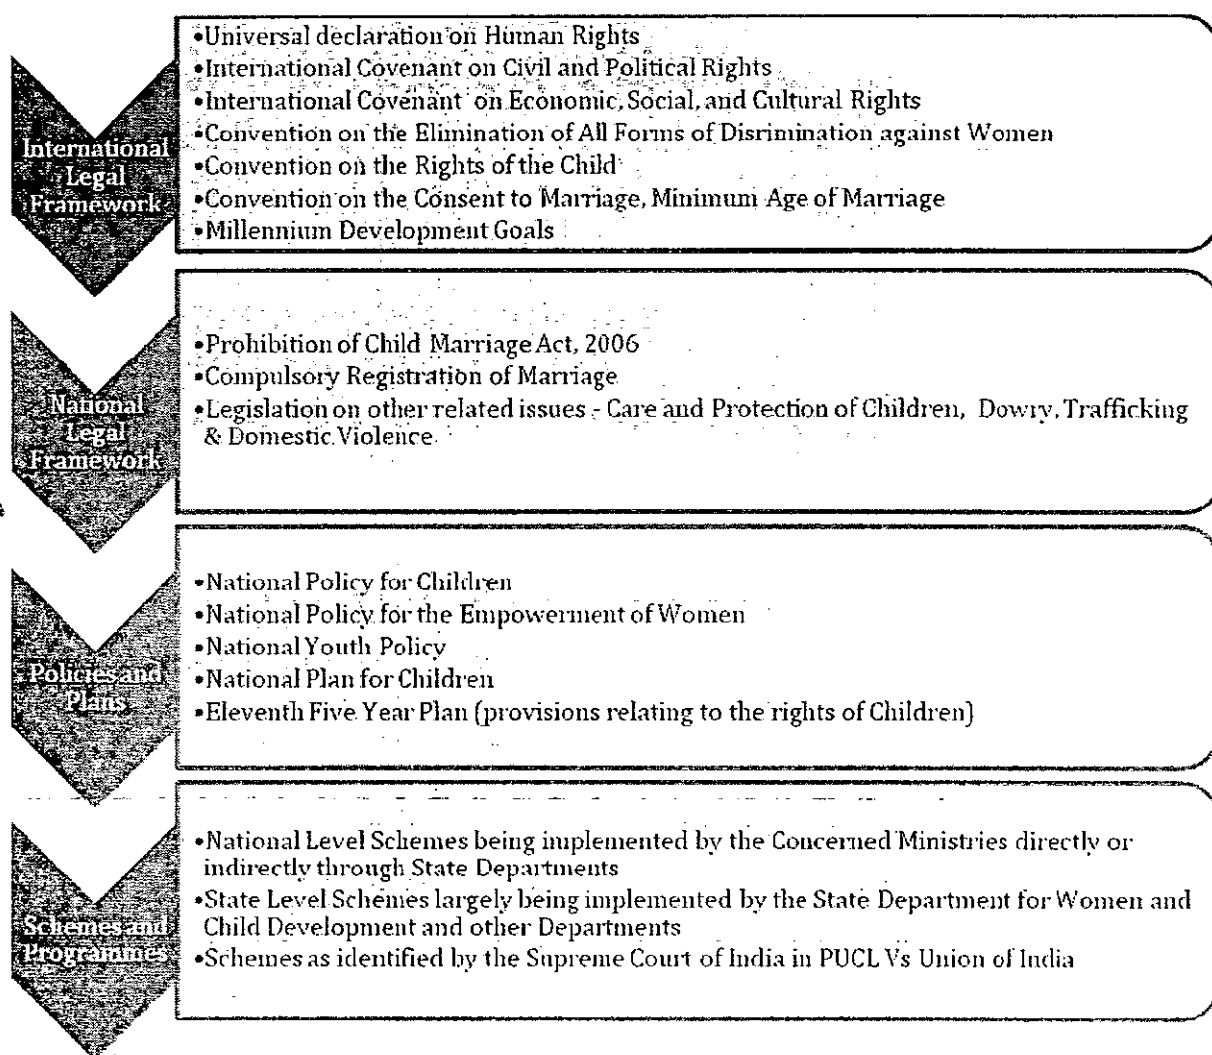 •Universal declaration on Human Rights
•International Covenant on Civil and Political Rights
•International Covenant on Economic, Social, and Cultural Rights
•Convention on the Elimination of All Forms of Disrimination against Women
•Convention on the Rights of the Child
•Convention on the Consent to Marriage, Minimum Age of Marriage
•Millennium Development Goals
International
Legal
Framework
•Prohibition of Child Marriage Act, 2006
•Compulsory Registration of Marriage
•Legislation on other related issues - Care and Protection of Children, Dowry, Trafficking
& Domestic Violence
National
Legal
Framework
•National Policy for Children
•National Policy for the Empowerment of Women
•National Youth Policy
•National Plan for Children
•Eleventh Five Year Plan (provisions relating to the rights of Children)
Policies and
Plans
•National Level Schemes being implemented by the Concerned Ministries directly or
indirectly through State Departments
•State Level Schemes largely being implemented by the State Department for Women and
Child Development and other Departments
•Schemes as identified by the Supreme Court of India in PUCL Vs Union of India
Schemes and
Programmes